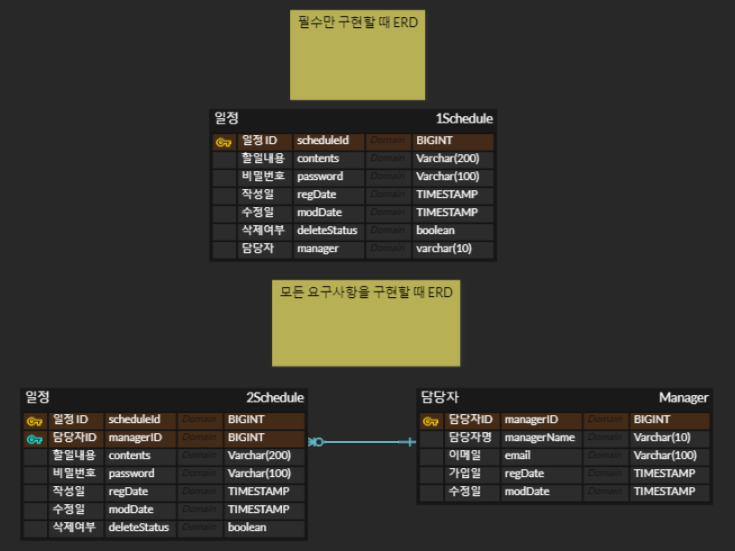 필수만 구현할 때 ERD
일정 1Schedule
일정 ID scheduleId Domain BIGINT
할일내용 contents Domain Varchar(200)
비밀번호 password Domain Varchar(100)
작성일 regDate Domain TIMESTAMP
수정일 modDate Domain TIMESTAMP
삭제여부 deleteStatus Domain boolean
담당자 manager Domain varchar(10)
모든 요구사항을 구현할 때 ERD
일정 2Schedule
일정 ID scheduleId Domain BIGINT
담당자ID managerID Domain BIGINT
할일내용 contents Domain Varchar(200)
비밀번호 password Domain Varchar(100)
작성일 regDate Domain TIMESTAMP
수정일 modDate Domain TIMESTAMP
삭제여부 deleteStatus Domain boolean
담당자 Manager
담당자ID managerID Domain BIGINT
담당자명 managerName Domain Varchar(10)
이메일 email Domain Varchar(100)
가입일 regDate Domain TIMESTAMP
수정일 modDate Domain TIMESTAMP